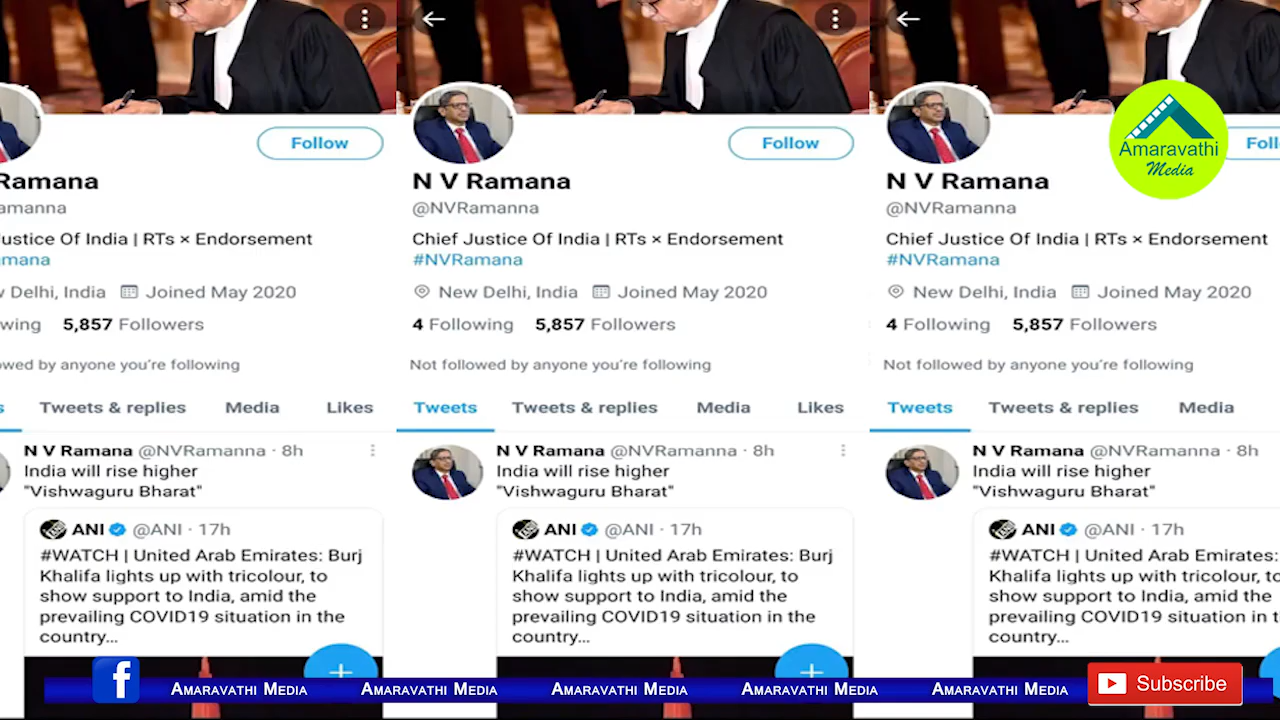 Follow
Ramana
amanna
ustice Of India | RTs × Endorsement
mana
Delhi, India Joined May 2020
wing 5,857 Followers
wed by anyone you're following
s Tweets & replies Media Likes
N V Ramana @NVRamanna · 8h
India will rise higher
"Vishwaguru Bharat"
ANI @ANI · 17h
#WATCH | United Arab Emirates: Burj
Khalifa lights up with tricolour, to
show support to India, amid the
prevailing COVID19 situation in the
country...
Follow
N V Ramana
@NVRamanna
Chief Justice Of India | RTs × Endorsement
#NVRamana
New Delhi, India Joined May 2020
4 Following 5,857 Followers
Not followed by anyone you're following
Tweets Tweets & replies Media Likes
N V Ramana @NVRamanna · 8h
India will rise higher
"Vishwaguru Bharat"
ANI @ANI · 17h
#WATCH | United Arab Emirates: Burj
Khalifa lights up with tricolour, to
show support to India, amid the
prevailing COVID19 situation in the
country...
Amaravathi
Media
Foll
N V Ramana
@NVRamanna
Chief Justice Of India | RTs × Endorsement
#NVRamana
New Delhi, India Joined May 2020
4 Following 5,857 Followers
Not followed by anyone you're following
Tweets Tweets & replies Media
N V Ramana @NVRamanna · 8h
India will rise higher
"Vishwaguru Bharat"
ANI @ANI · 17h
#WATCH | United Arab Emirates:
Khalifa lights up with tricolour, t
show support to India, amid the
prevailing COVID19 situation in t
country...
f Amaravathi Media Amaravathi Media Amaravathi Media Amaravathi Media Amaravathi Media Subscribe